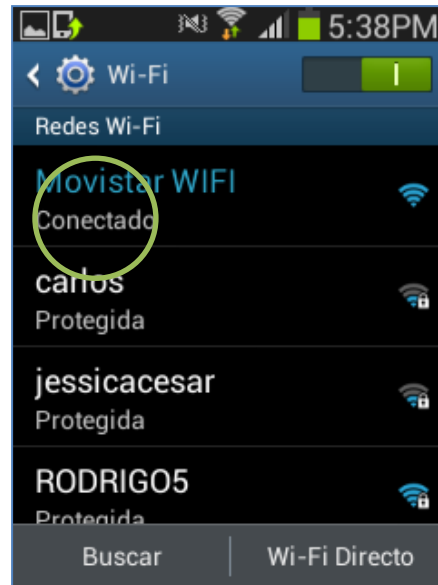 5:38PM
Wi-Fi
Redes Wi-Fi
Movistar WIFI
Conectado
carlos
Protegida
jessicacesar
Protegida
RODRIGO5
Protegida
Buscar
Wi-Fi Directo